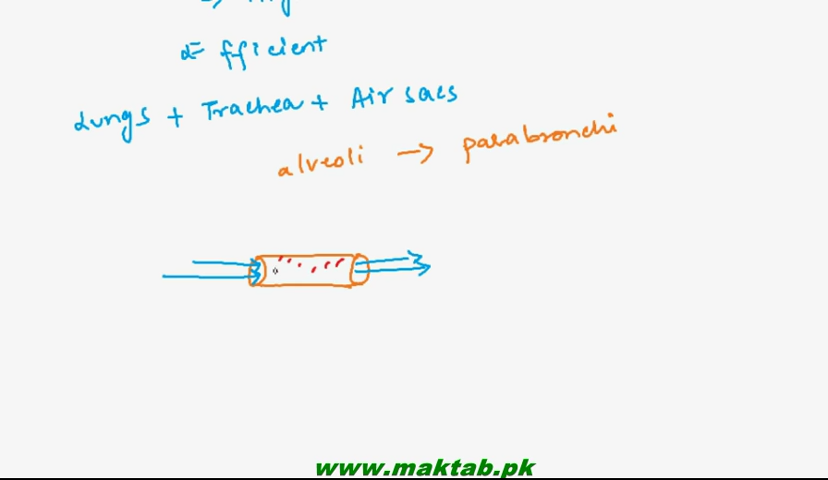 Efficient
Lungs + Trachea + Air sacs
alveoli → parabronchi
www.maktab.pk